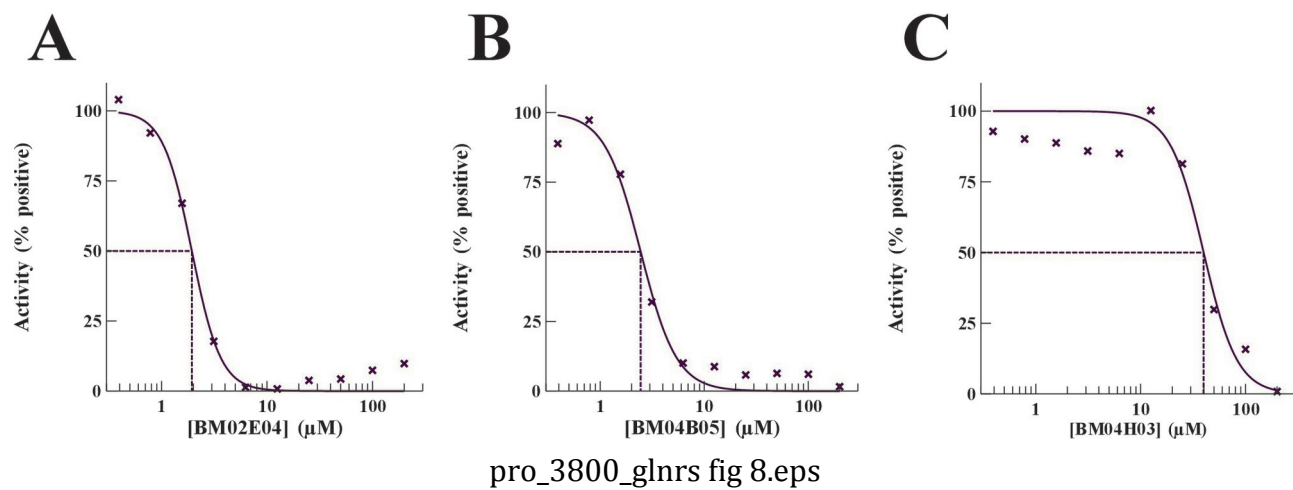 A
B
C
Activity (% positive)
100
75
50
25
0
1
10
100
[BM02E04] (µM)
Activity (% positive)
100
75
50
25
0
1
10
100
[BM04B05] (µM)
Activity (% positive)
100
75
50
25
0
1
10
100
[BM04H03] (µM)
pro_3800_glnrs fig 8.eps